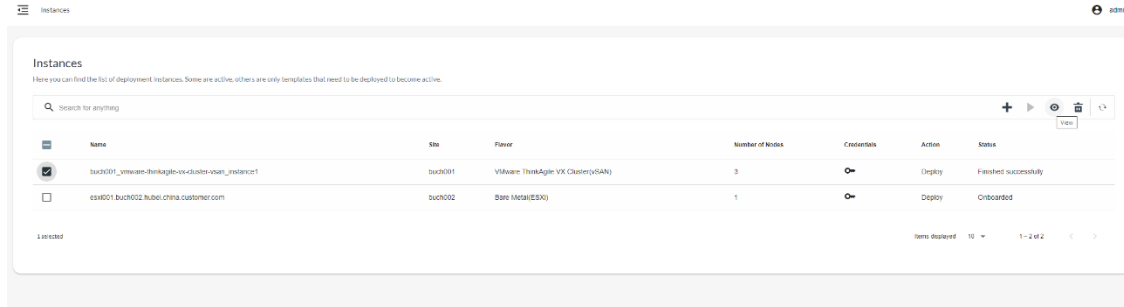 Instances
admi
Instances
Here you can find the list of deployment instances. Some are active, others are only templates that need to be deployed to become active.
Search for anything
View
Name Site Flavor Number of Nodes Credentials Action Status
buch001_vmware-thinkagile-vx-cluster-vsan_instance1 buch001 VMware ThinkAgile VX Cluster(vSAN) 3 Deploy Finished successfully
esxi001.buch002.hubei.china.customer.com buch002 Bare Metal(ESXi) 1 Deploy Onboarded
1 selected Items displayed 10 1 – 2 of 2